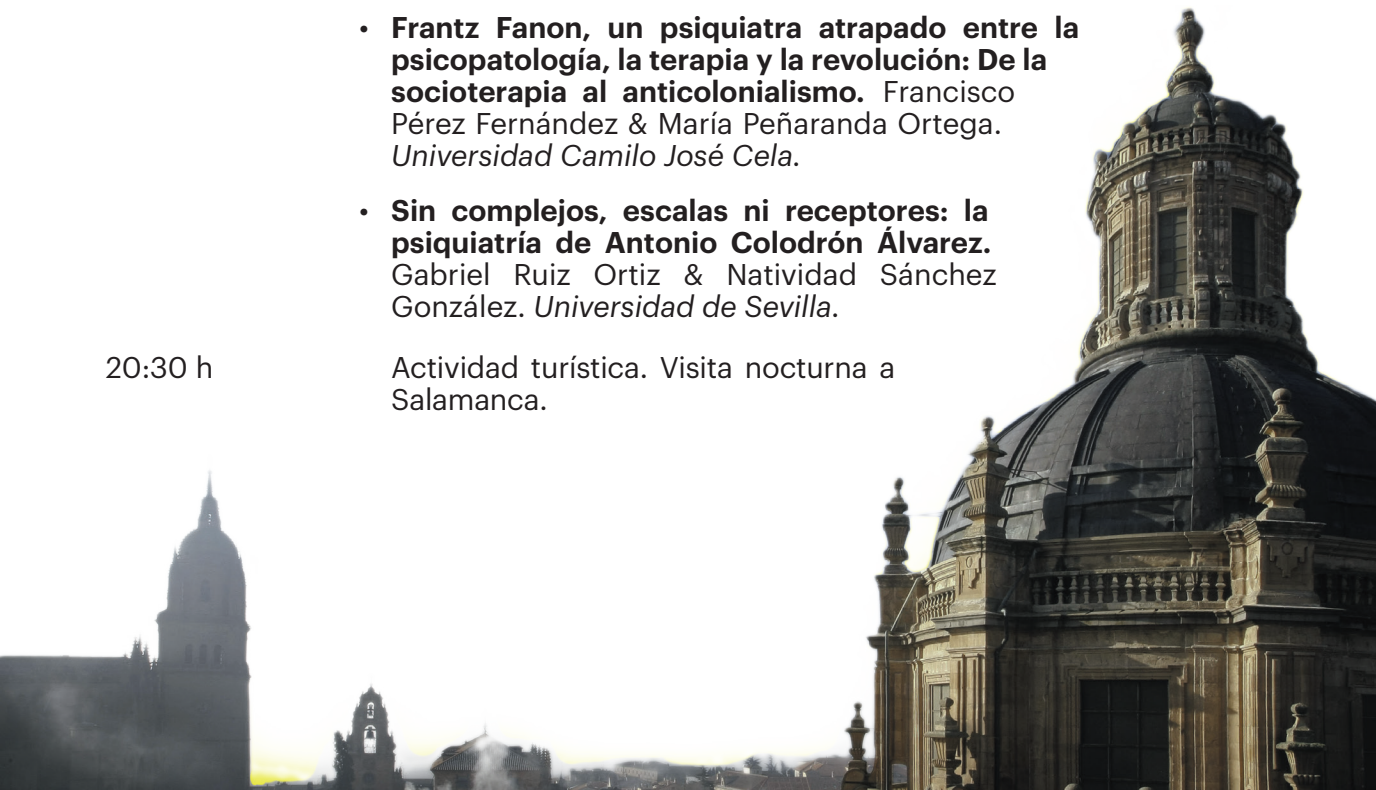 • Frantz Fanon, un psiquiatra atrapado entre la
psicopatología, la terapia y la revolución: De la
socioterapia al anticolonialismo. Francisco
Pérez Fernández & María Peñaranda Ortega.
Universidad Camilo José Cela.
• Sin complejos, escalas ni receptores: la
psiquiatría de Antonio Colodrón Álvarez.
Gabriel Ruiz Ortiz & Natividad Sánchez
González. Universidad de Sevilla.
20:30 h Actividad turística. Visita nocturna a
Salamanca.